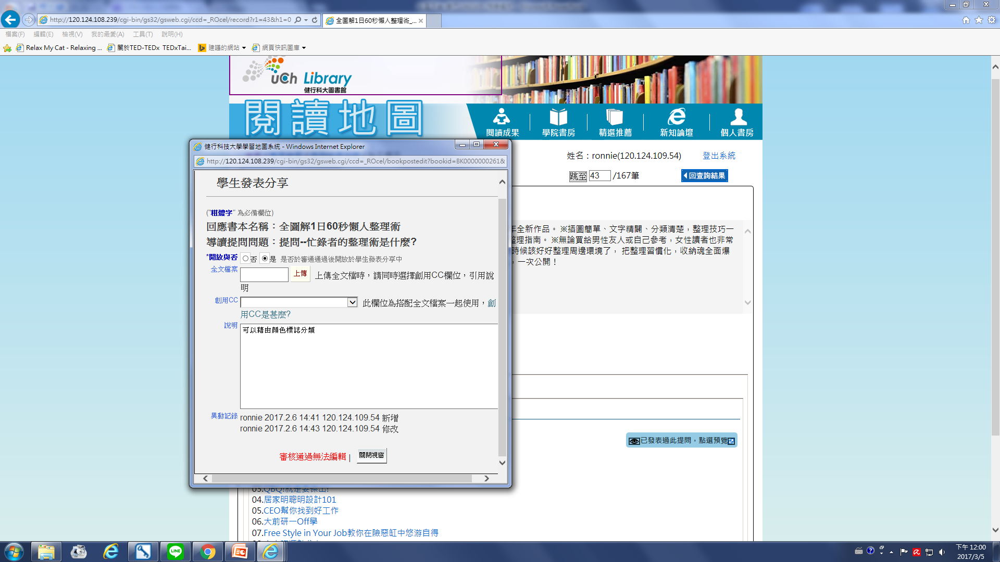 http://120.124.108.239/cgi-bin/gs32/gsweb.cgi/ccd=_ROcel/record?r1=43&h1=0
全圖解1日60秒懶人整理術_...
檔案(F) 編輯(E) 檢視(V) 我的最愛(A) 工具(T) 說明(H)
Relax My Cat - Relaxing ... 關於TED-TEDx TEDxTai... 建議的網站 網頁快訊圖庫
uch Library
健行科大圖書館
閱讀地圖
閱讀成果 學院書房 精選推薦 新知論壇 個人書房
姓名：ronnie(120.124.109.54) 登出系統
跳至 43 /167筆 回查詢結果
年全新作品。 ※插圖簡單、文字精闢、分類清楚，整理技巧一
整理指南。 ※無論買給男性友人或自己參考，女性讀者也非常
時候該好好整理周邊環境了， 把整理習慣化，收納魂全面爆
，一次公開！
已發表過此提問，點選預覽
健行科技大學學習地圖系統 - Windows Internet Explorer
http://120.124.108.239/cgi-bin/gs32/gsweb.cgi/ccd=_ROcel/bookpostedit?bookid=BK0000000261&
學生發表分享
("粗體字" 為必備欄位)
回應書本名稱：全圖解1日60秒懶人整理術
導讀提問問題：提問--忙錄者的整理術是什麼?
*開放與否 否 是 是否於審通通過後開放於學生發表分享中
全文檔案 上傳 上傳全文檔時，請同時選擇創用CC欄位，引用說
明
創用CC 此欄位為搭配全文檔案一起使用，創
用CC是甚麼?
說明 可以藉由顏色標誌分類
異動記錄 ronnie 2017.2.6 14:41 120.124.109.54 新增
ronnie 2017.2.6 14:43 120.124.109.54 修改
審核通過無法編輯 | 關閉視窗
03.QBQ!就是要傑出!
04.居家明聰明設計101
05.CEO幫你找到好工作
06.大前研一Off學
07.Free Style in Your Job教你在險惡缸中悠游自得
LINE
下午 12:00
2017/3/5